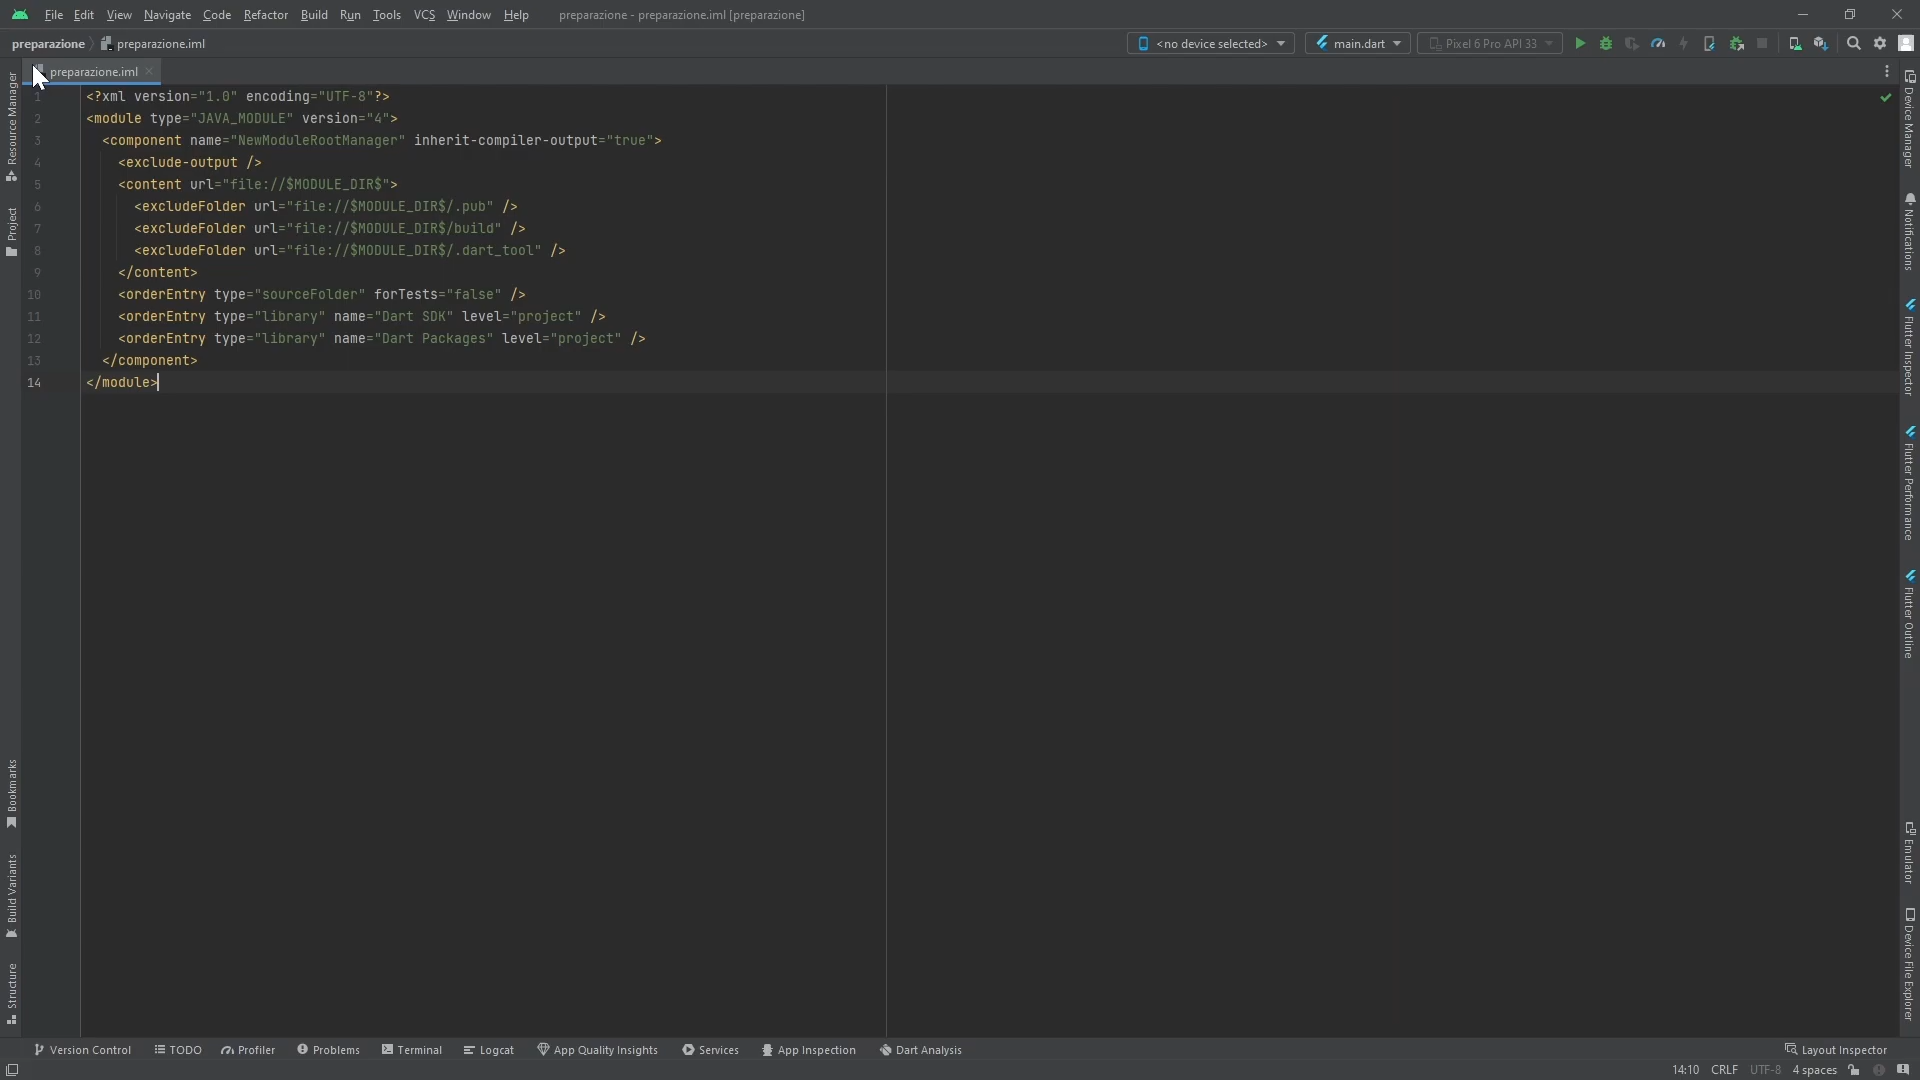 File Edit View Navigate Code Refactor Build Run Tools VCS Window Help preparazione - preparazione.iml [preparazione]
preparazione preparazione.iml <no device selected> main.dart Pixel 6 Pro API 33
preparazione.iml
1 <?xml version="1.0" encoding="UTF-8"?>
2 <module type="JAVA_MODULE" version="4">
3 <component name="NewModuleRootManager" inherit-compiler-output="true">
4 <exclude-output />
5 <content url="file://$MODULE_DIR$">
6 <excludeFolder url="file://$MODULE_DIR$/.pub" />
7 <excludeFolder url="file://$MODULE_DIR$/build" />
8 <excludeFolder url="file://$MODULE_DIR$/.dart_tool" />
9 </content>
10 <orderEntry type="sourceFolder" forTests="false" />
11 <orderEntry type="library" name="Dart SDK" level="project" />
12 <orderEntry type="library" name="Dart Packages" level="project" />
13 </component>
14 </module>
Resource Manager
Project
Bookmarks
Build Variants
Structure
Device Manager
Notifications
Flutter Inspector
Flutter Performance
Flutter Outline
Emulator
Device File Explorer
Version Control TODO Profiler Problems Terminal Logcat App Quality Insights Services App Inspection Dart Analysis Layout Inspector
14:10 CRLF UTF-8 4 spaces